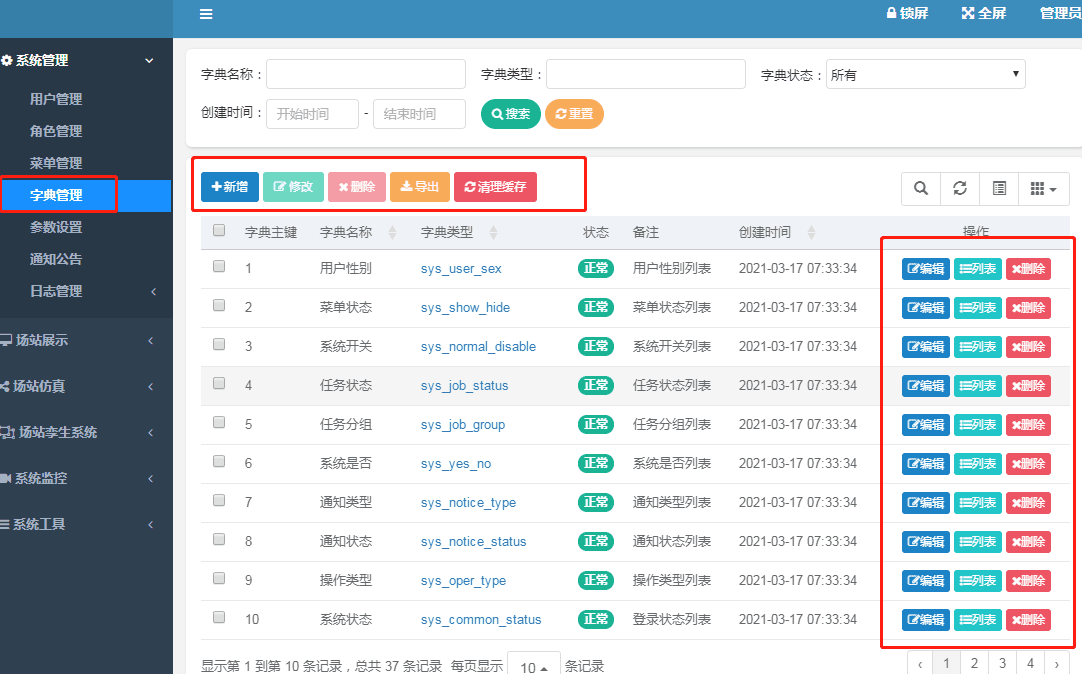 锁屏 全屏 管理员
系统管理
用户管理
角色管理
菜单管理
字典管理
参数设置
通知公告
日志管理
场站展示
场站仿真
场站孪生系统
系统监控
系统工具
字典名称： 字典类型： 字典状态： 所有
创建时间： 开始时间 - 结束时间 搜索 重置
新增 修改 删除 导出 清理缓存
字典主键 字典名称 字典类型 状态 备注 创建时间 操作
1 用户性别 sys_user_sex 正常 用户性别列表 2021-03-17 07:33:34 编辑 列表 删除
2 菜单状态 sys_show_hide 正常 菜单状态列表 2021-03-17 07:33:34 编辑 列表 删除
3 系统开关 sys_normal_disable 正常 系统开关列表 2021-03-17 07:33:34 编辑 列表 删除
4 任务状态 sys_job_status 正常 任务状态列表 2021-03-17 07:33:34 编辑 列表 删除
5 任务分组 sys_job_group 正常 任务分组列表 2021-03-17 07:33:34 编辑 列表 删除
6 系统是否 sys_yes_no 正常 系统是否列表 2021-03-17 07:33:34 编辑 列表 删除
7 通知类型 sys_notice_type 正常 通知类型列表 2021-03-17 07:33:34 编辑 列表 删除
8 通知状态 sys_notice_status 正常 通知状态列表 2021-03-17 07:33:34 编辑 列表 删除
9 操作类型 sys_oper_type 正常 操作类型列表 2021-03-17 07:33:34 编辑 列表 删除
10 系统状态 sys_common_status 正常 登录状态列表 2021-03-17 07:33:34 编辑 列表 删除
显示第 1 到第 10 条记录，总共 37 条记录 每页显示 10 条记录 ‹ 1 2 3 4 ›